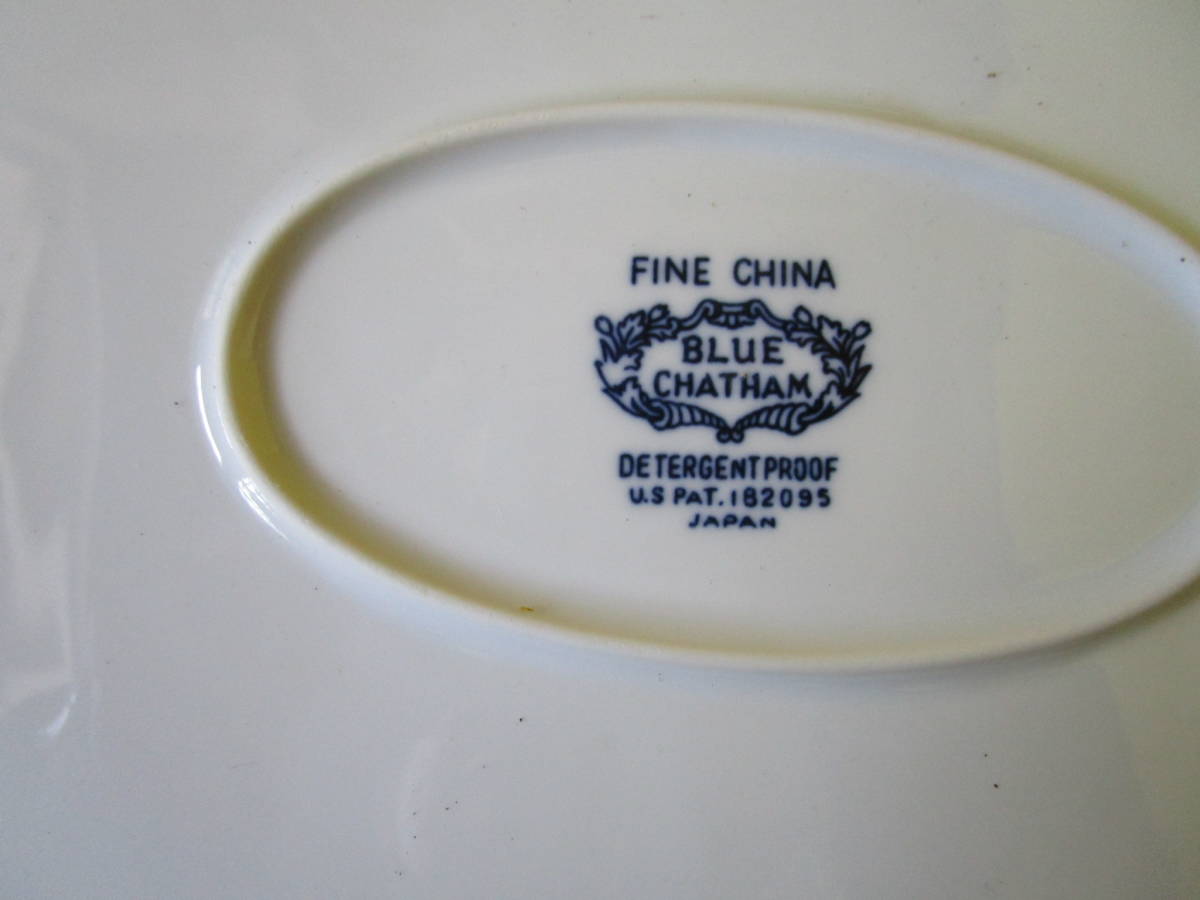 FINE CHINA
BLUE
CHATHAM
DETERGENT PROOF
U.S PAT. 182095
JAPAN